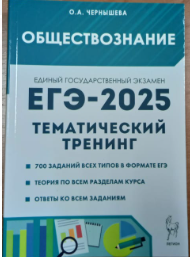 О.А. ЧЕРНЫШЕВА
ОБЩЕСТВОЗНАНИЕ
ЕДИНЫЙ ГОСУДАРСТВЕННЫЙ ЭКЗАМЕН
ЕГЭ-2025
ТЕМАТИЧЕСКИЙ
ТРЕНИНГ
700 ЗАДАНИЙ ВСЕХ ТИПОВ В ФОРМАТЕ ЕГЭ
ТЕОРИЯ ПО ВСЕМ РАЗДЕЛАМ КУРСА
ОТВЕТЫ КО ВСЕМ ЗАДАНИЯМ
ЛЕГИОН